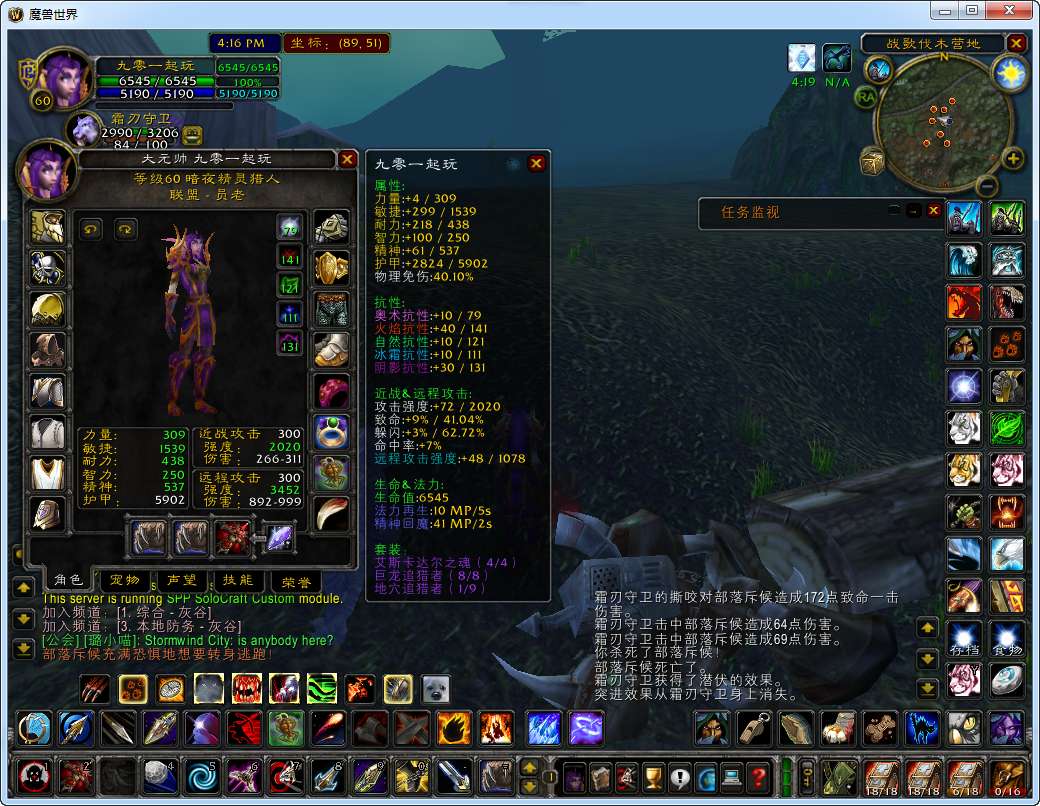 魔兽世界
4:16 PM
坐标: (89, 51)
九零一起玩
6545 / 6545
5190 / 5190
6545/6545
100%
5190/5190
60
霜刃守卫
2990 / 3206
84 / 100
4:19
N/A
战歌伐木营地
N
RA
任务监视
大元帅 九零一起玩
等级60 暗夜精灵猎人
联盟 - 员老
79
141
121
111
131
力量: 309
敏捷: 1539
耐力: 438
智力: 250
精神: 537
护甲: 5902
近战攻击 300
强度: 2020
伤害: 266-311
远程攻击 300
强度: 3452
伤害: 892-999
角色
宠物
声望
技能
荣誉
九零一起玩
属性:
力量:+4 / 309
敏捷:+299 / 1539
耐力:+218 / 438
智力:+100 / 250
精神:+61 / 537
护甲:+2824 / 5902
物理免伤:40.10%
抗性:
奥术抗性:+10 / 79
火焰抗性:+40 / 141
自然抗性:+10 / 121
冰霜抗性:+10 / 111
阴影抗性:+30 / 131
近战&远程攻击:
攻击强度:+72 / 2020
致命:+9% / 41.04%
躲闪:+3% / 62.72%
命中率:+7%
远程攻击强度:+48 / 1078
生命&法力:
生命值:6545
法力再生:10 MP/5s
精神回魔:41 MP/2s
套装:
艾斯卡达尔之魂 ( 4/4 )
巨龙追猎者 ( 8/8 )
地穴追猎者 ( 1/9 )
This server is running SPP SoloCraft Custom module.
加入频道: [1. 综合 - 灰谷]
加入频道: [3. 本地防务 - 灰谷]
[公会] [璐小喵]: Stormwind City: is anybody here?
部落斥候充满恐惧地想要转身逃跑!
霜刃守卫的撕咬对部落斥候造成172点致命一击
伤害。
霜刃守卫击中部落斥候造成64点伤害。
霜刃守卫击中部落斥候造成69点伤害。
你杀死了部落斥候!
部落斥候死亡了。
霜刃守卫获得了潜伏的效果。
突进效果从霜刃守卫身上消失。
存档
食物
1
2
4
5
6
7
8
9
0
18/18
18/18
6/18
0/16